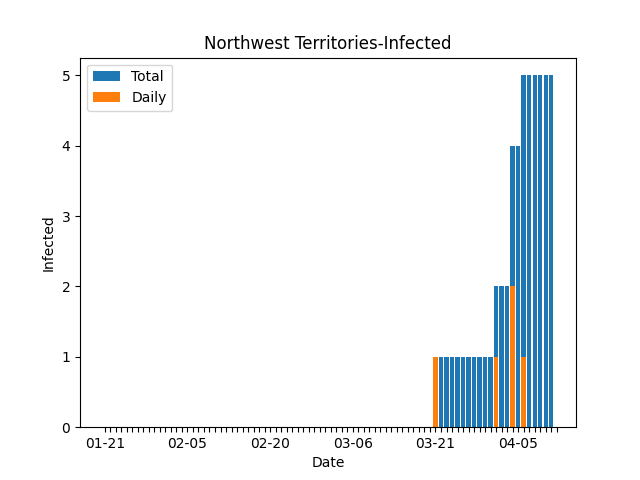 Northwest Territories-Infected
Total
Daily
5
4
3
2
1
0
Infected
01-21 02-05 02-20 03-06 03-21 04-05
Date